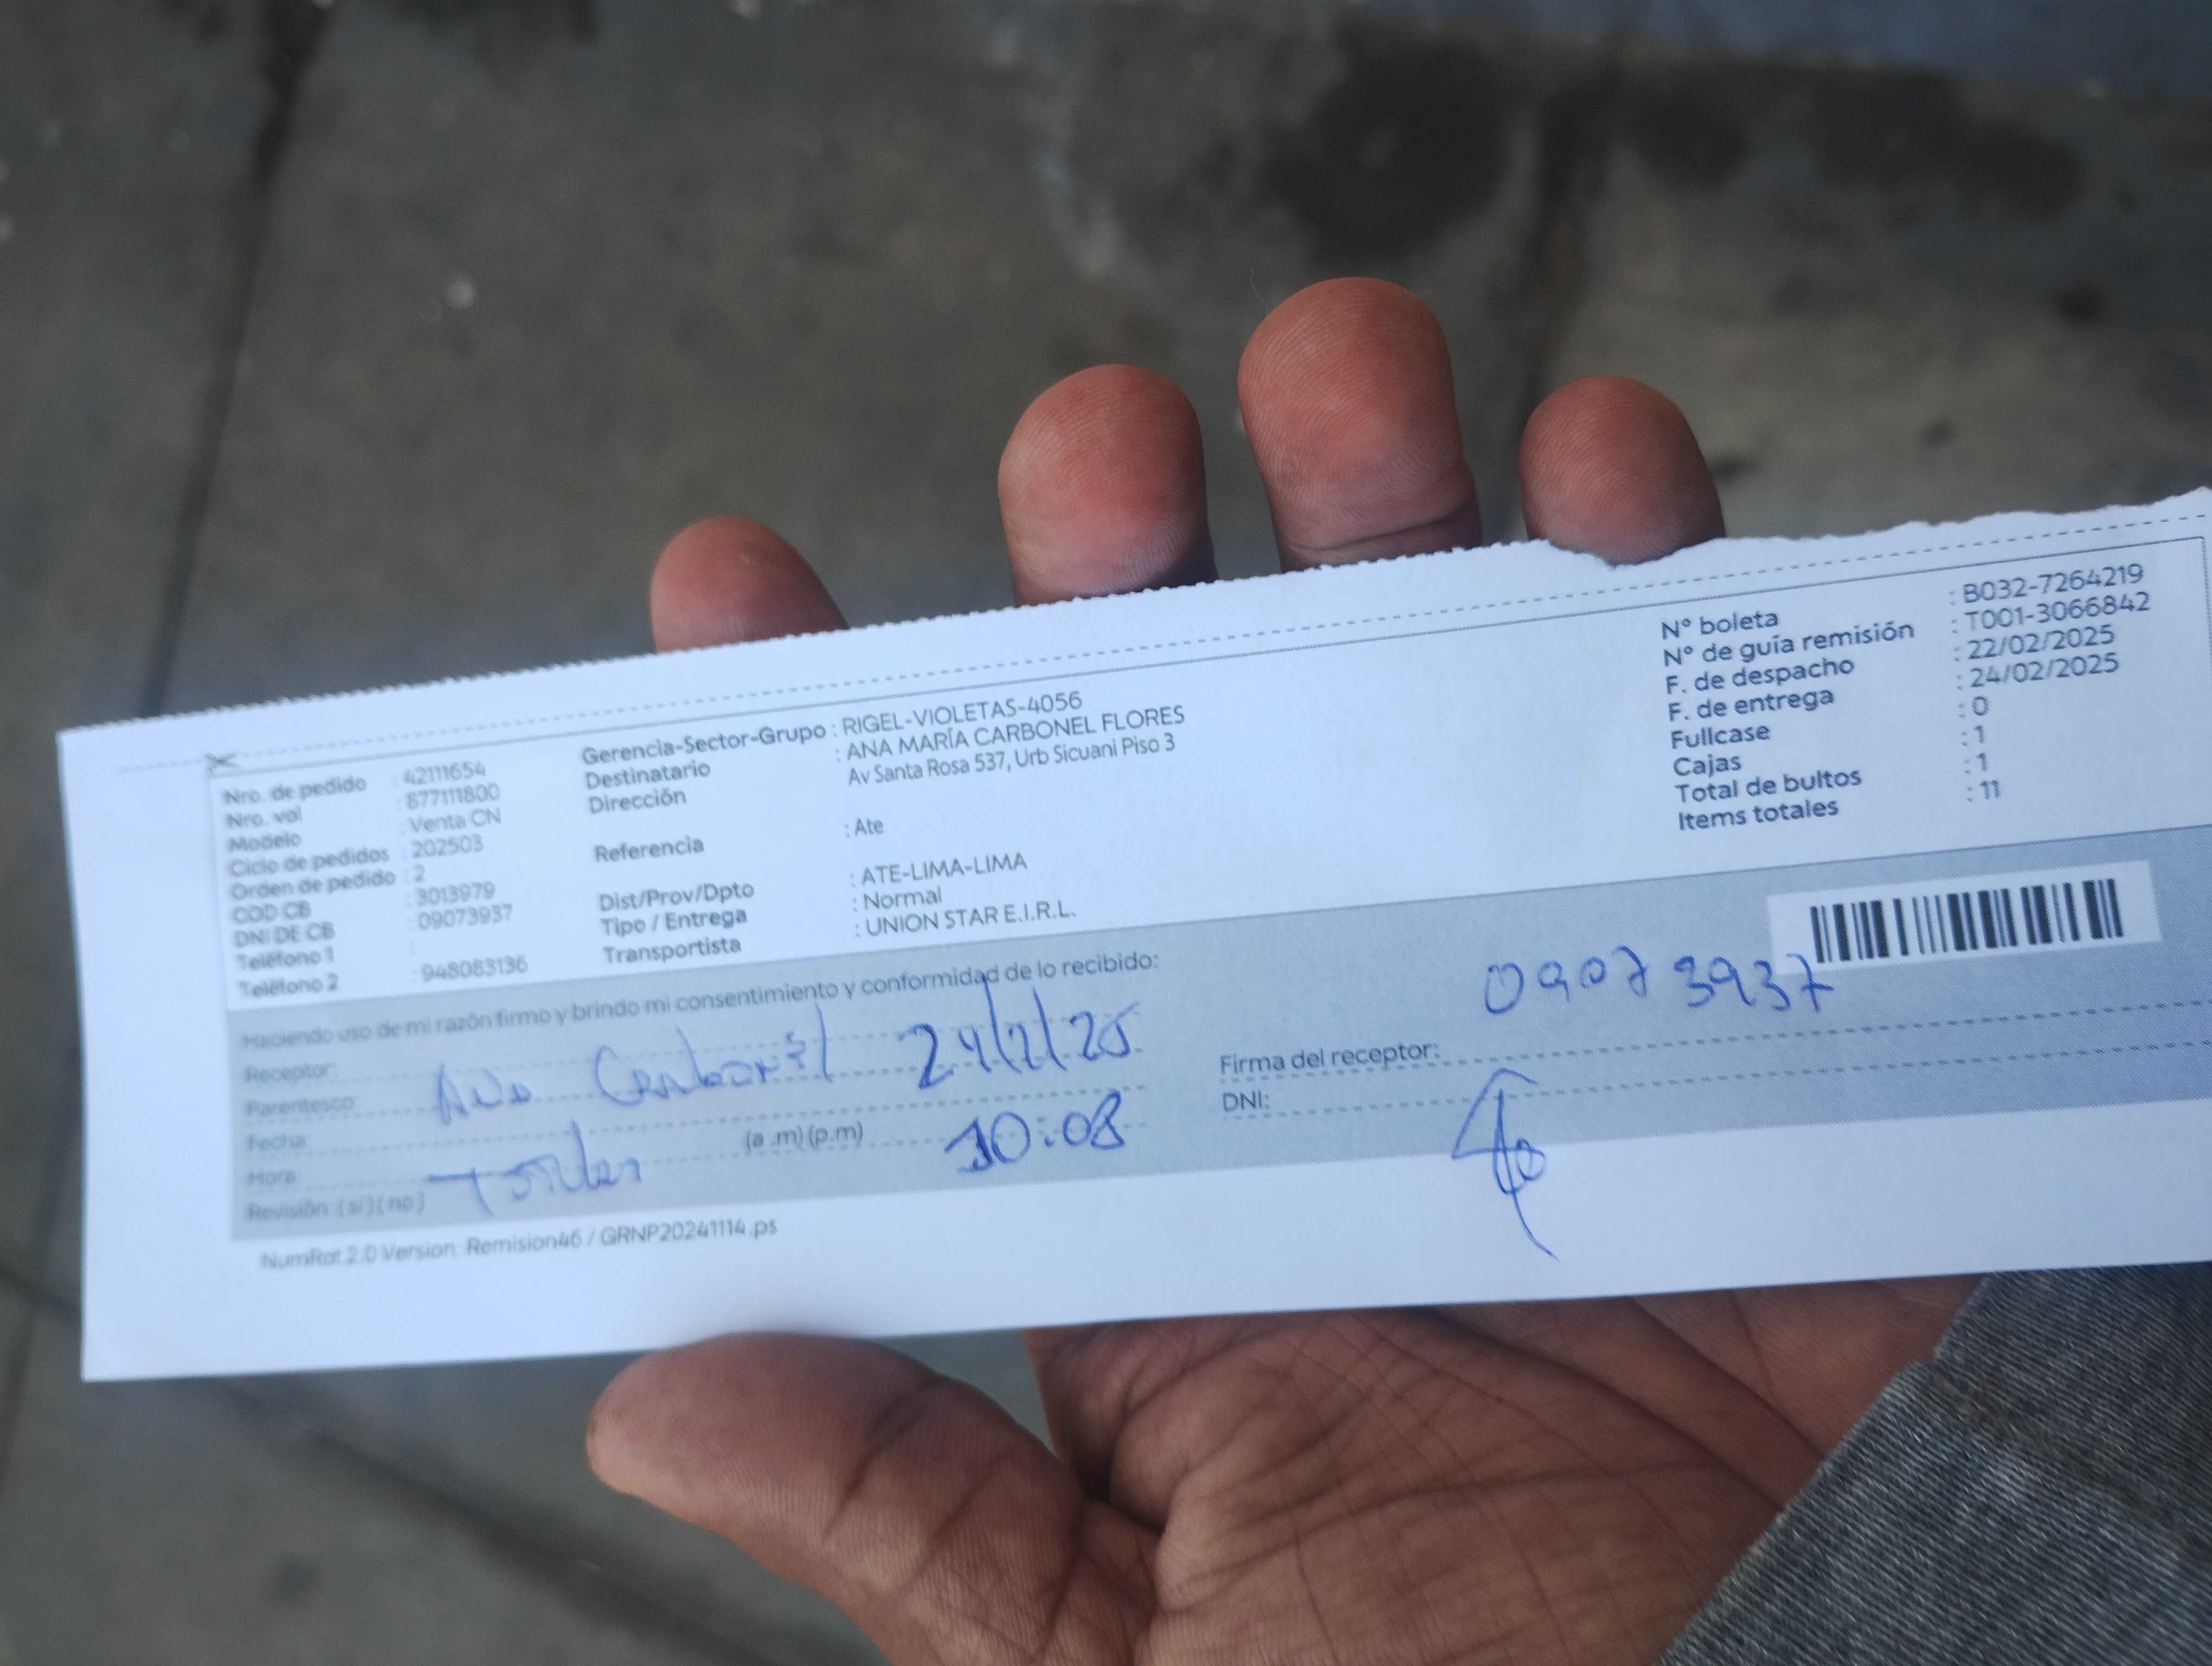 Nro. de pedido : 42111654
Nro. vol : 877111800
Modelo : Venta CN
Ciclo de pedidos : 202503
Orden de pedido : 2
COD CB : 3013979
DNI DE CB : 09073937
Teléfono 1 :
Teléfono 2 : 948083136
Gerencia-Sector-Grupo : RIGEL-VIOLETAS-4056
Destinatario : ANA MARÍA CARBONEL FLORES
Dirección Av Santa Rosa 537, Urb Sicuani Piso 3
Referencia : Ate
Dist/Prov/Dpto : ATE-LIMA-LIMA
Tipo / Entrega : Normal
Transportista : UNION STAR E.I.R.L.
N° boleta : B032-7264219
N° de guía remisión : T001-3066842
F. de despacho : 22/02/2025
F. de entrega : 24/02/2025
Fullcase : 0
Cajas : 1
Total de bultos : 1
Items totales : 11
Haciendo uso de mi razón firmo y brindo mi consentimiento y conformidad de lo recibido:
Receptor:
Parentesco: Ana Carbonel 24/2/25
Fecha:
Hora: (a .m) (p.m) 10:08
Revisión: (si) (no)
09073937
Firma del receptor:
DNI:
NumRot 2.0 Version: Remision46 / GRNP20241114.ps